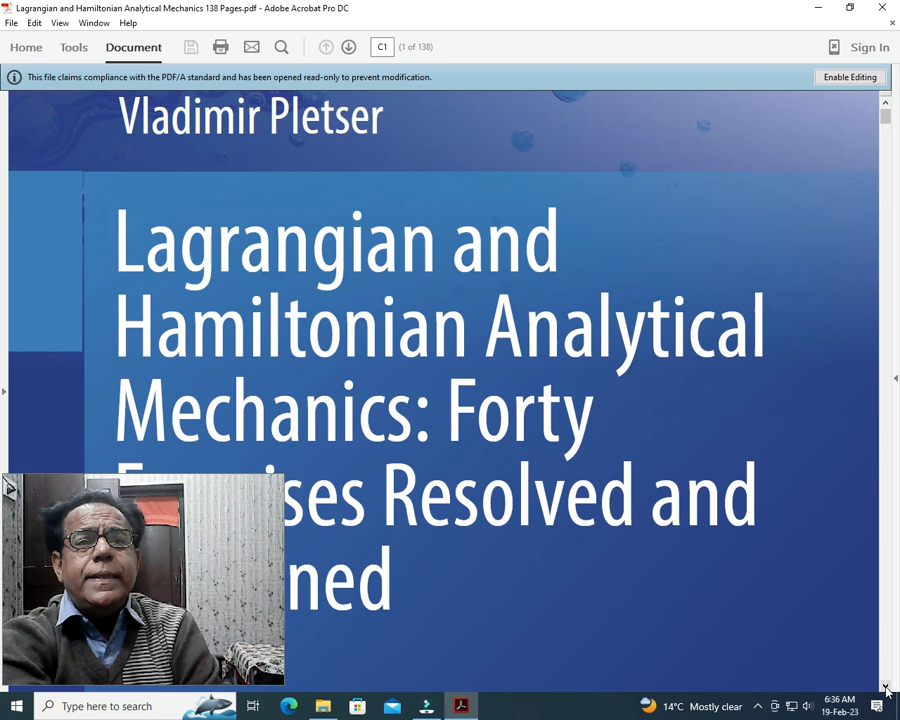 Lagrangian and Hamiltonian Analytical Mechanics 138 Pages.pdf - Adobe Acrobat Pro DC
File Edit View Window Help
Home Tools Document C1 (1 of 138) Sign In
This file claims compliance with the PDF/A standard and has been opened read-only to prevent modification. Enable Editing
Vladimir Pletser
Lagrangian and
Hamiltonian Analytical
Mechanics: Forty
Resolved and
Type here to search
14°C Mostly clear
6:36 AM
19-Feb-23